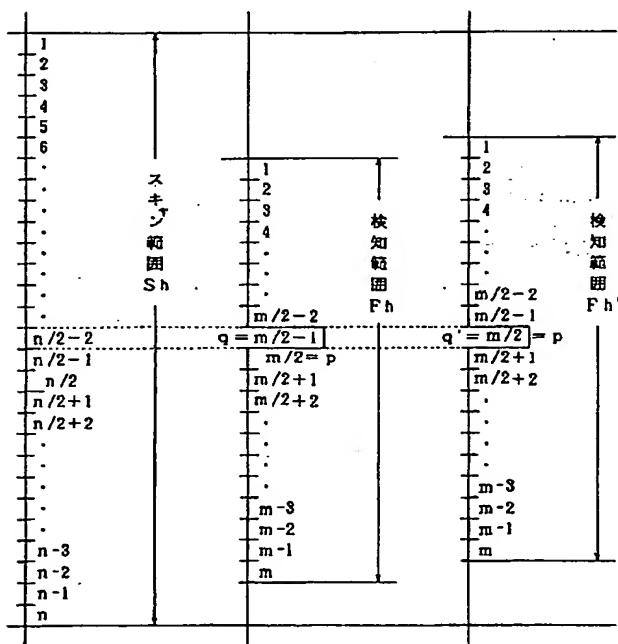 1
2
3
4
5
6
・
・
・
・
・
・
・
・
n/2-2
n/2-1
n/2
n/2+1
n/2+2
・
・
・
・
・
n-3
n-2
n-1
n
スキャン範囲Sh
1
2
3
4
・
・
・
m/2-2
q=m/2-1
m/2=p
m/2+1
m/2+2
・
・
・
・
m-3
m-2
m-1
m
検知範囲Fh
1
2
3
4
・
・
・
m/2-2
m/2-1
q'=m/2=p
m/2+1
m/2+2
・
・
・
・
m-3
m-2
m-1
m
検知範囲Fh'